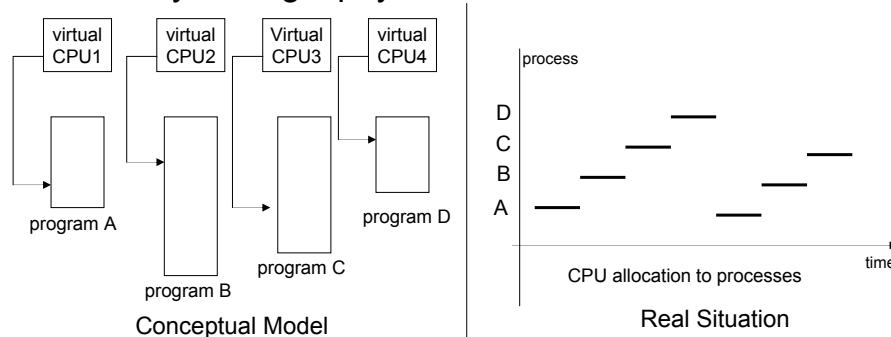 virtual
CPU1
virtual
CPU2
Virtual
CPU3
virtual
CPU4
program A
program B
program C
program D
Conceptual Model
process
D
C
B
A
time
CPU allocation to processes
Real Situation